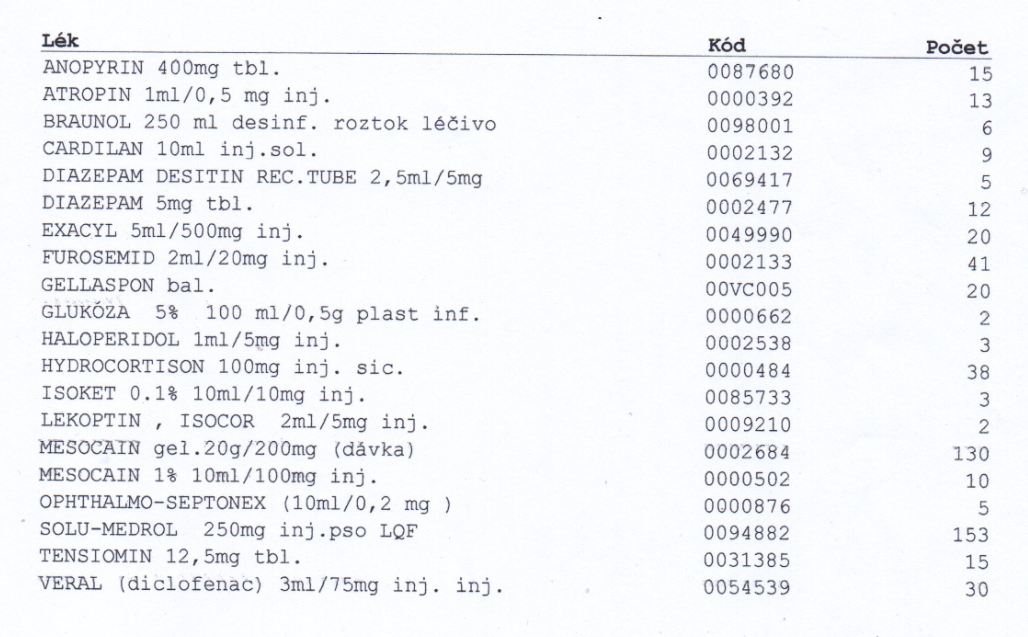 Lék Kód Počet
ANOPYRIN 400mg tbl. 0087680 15
ATROPIN 1ml/0,5 mg inj. 0000392 13
BRAUNOL 250 ml desinf. roztok léčivo 0098001 6
CARDILAN 10ml inj.sol. 0002132 9
DIAZEPAM DESITIN REC.TUBE 2,5ml/5mg 0069417 5
DIAZEPAM 5mg tbl. 0002477 12
EXACYL 5ml/500mg inj. 0049990 20
FUROSEMID 2ml/20mg inj. 0002133 41
GELLASPON bal. 00VC005 20
GLUKÓZA 5% 100 ml/0,5g plast inf. 0000662 2
HALOPERIDOL 1ml/5mg inj. 0002538 3
HYDROCORTISON 100mg inj. sic. 0000484 38
ISOKET 0.1% 10ml/10mg inj. 0085733 3
LEKOPTIN , ISOCOR 2ml/5mg inj. 0009210 2
MESOCAIN gel.20g/200mg (dávka) 0002684 130
MESOCAIN 1% 10ml/100mg inj. 0000502 10
OPHTHALMO-SEPTONEX (10ml/0,2 mg ) 0000876 5
SOLU-MEDROL 250mg inj.pso LQF 0094882 153
TENSIOMIN 12,5mg tbl. 0031385 15
VERAL (diclofenac) 3ml/75mg inj. inj. 0054539 30